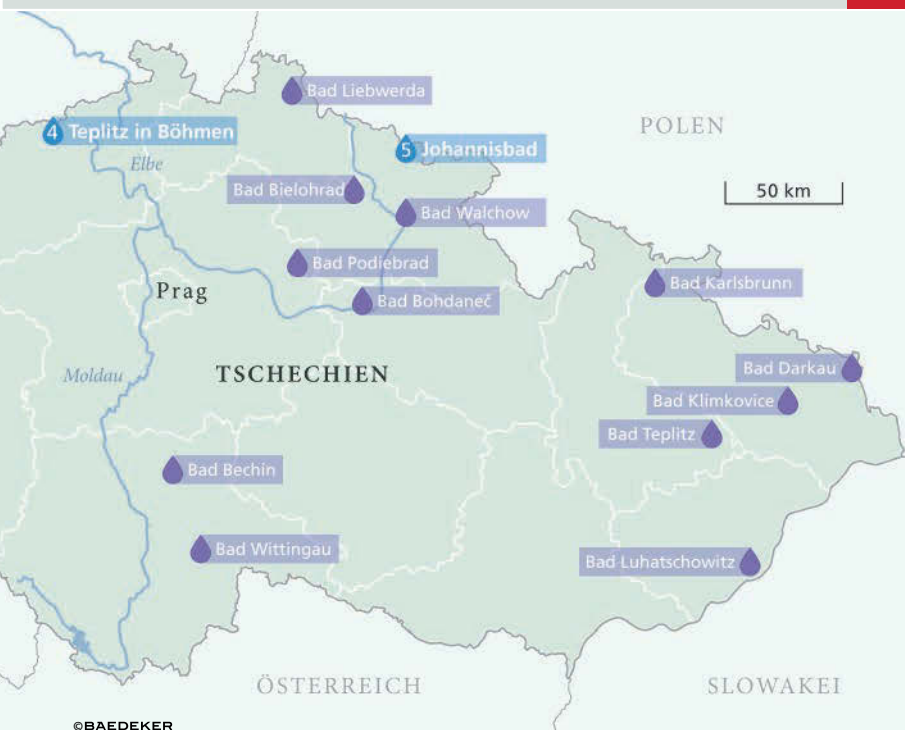 Bad Liebwerda
4 Teplitz in Böhmen
POLEN
5 Johannisbad
Elbe
Bad Bielohrad
50 km
Bad Walchow
Bad Podiebrad
Bad Karlsbrunn
Prag
Bad Bohdaneč
Bad Darkau
Moldau
TSCHECHIEN
Bad Klimkovice
Bad Teplitz
Bad Bechin
Bad Wittingau
Bad Luhatschowitz
ÖSTERREICH
SLOWAKEI
©BAEDEKER